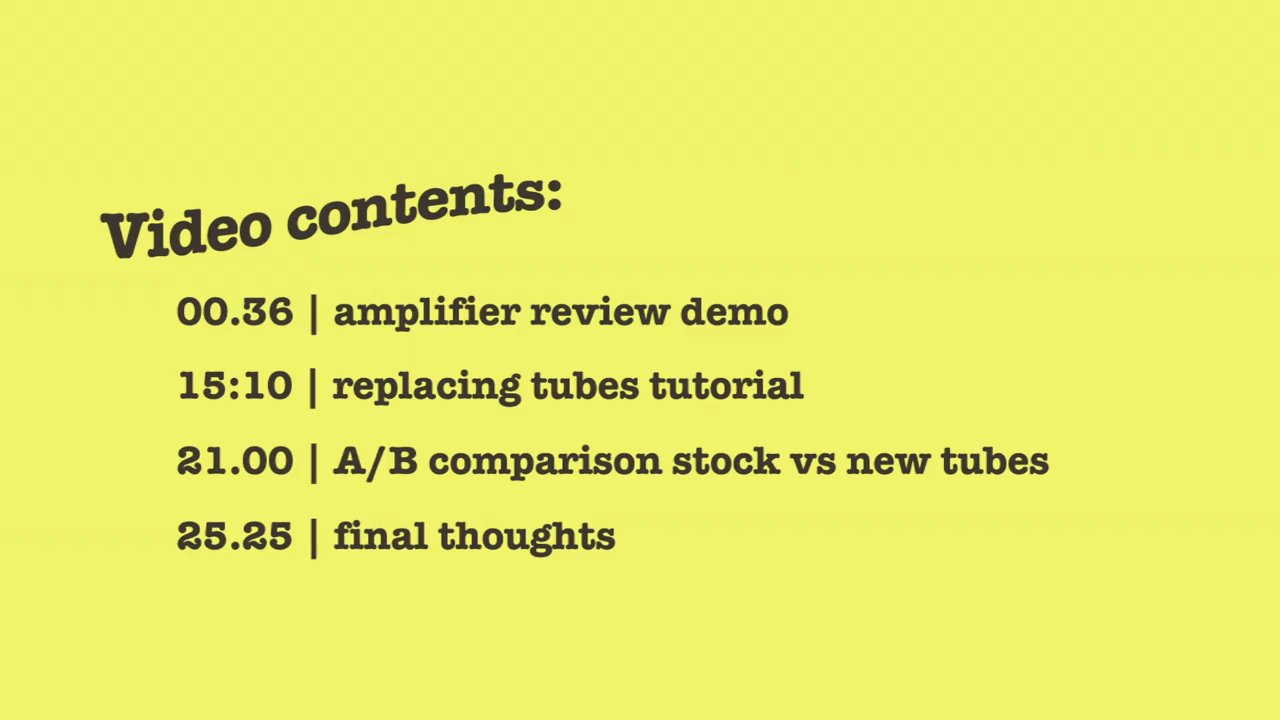 Video contents:
00.36 | amplifier review demo
15:10 | replacing tubes tutorial
21.00 | A/B comparison stock vs new tubes
25.25 | final thoughts